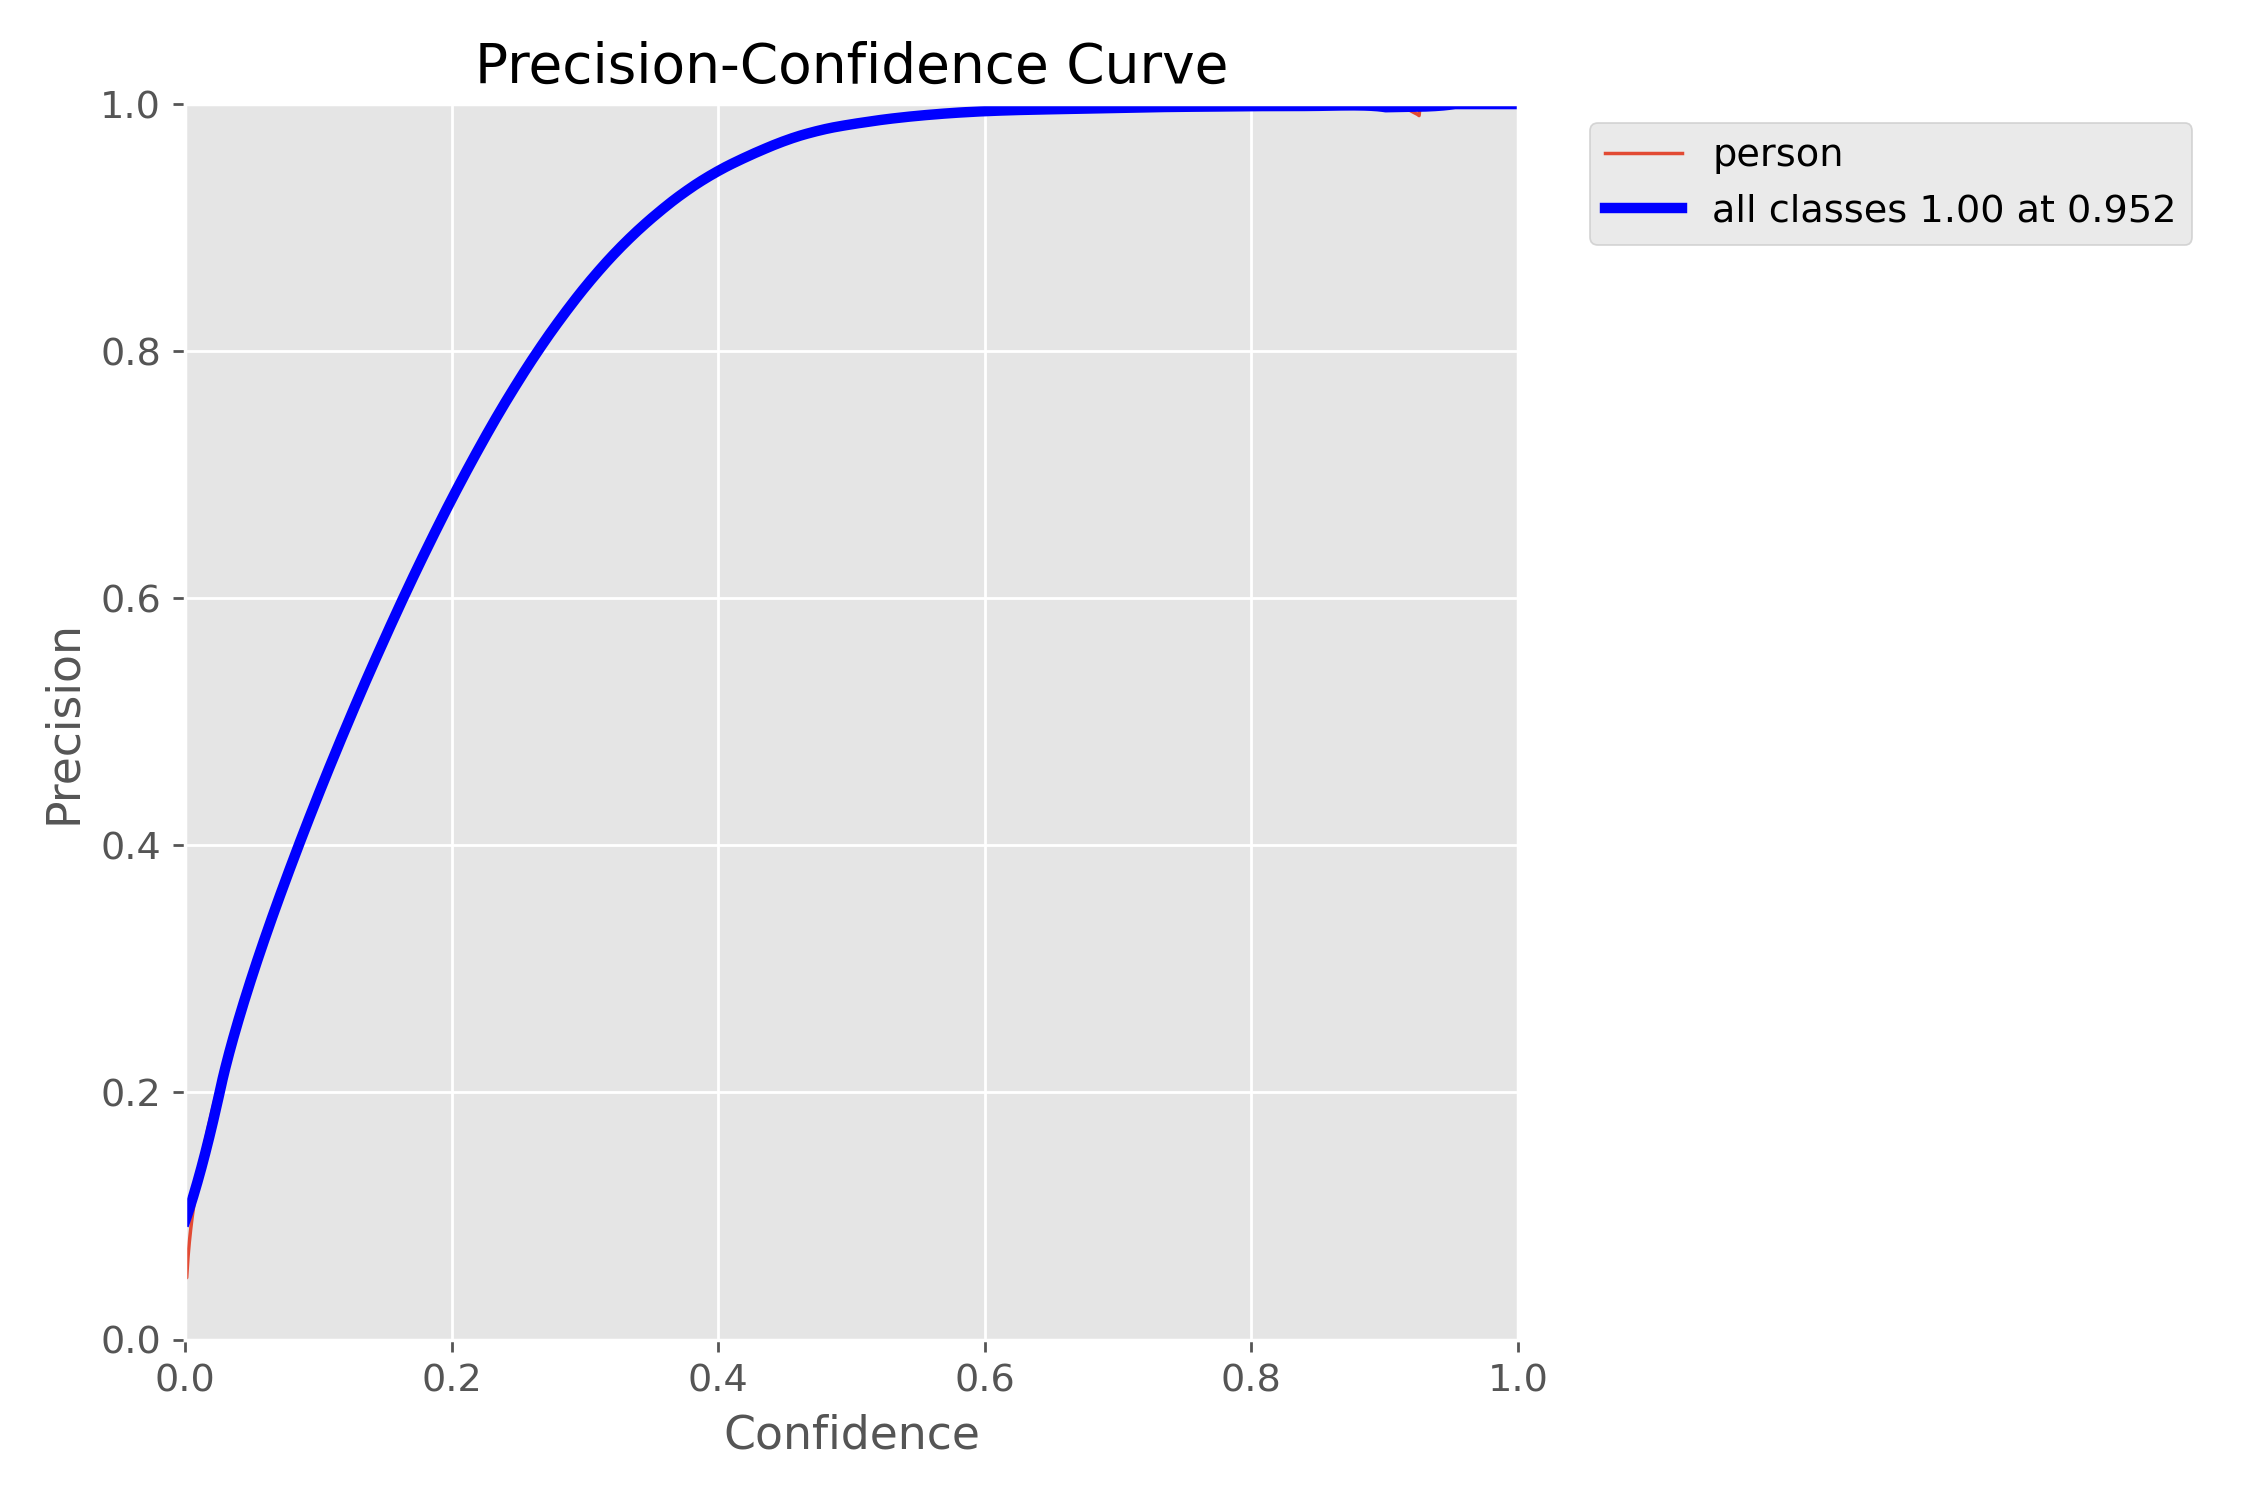 Precision-Confidence Curve
person
all classes 1.00 at 0.952
Precision
1.0
0.8
0.6
0.4
0.2
0.0
0.0 0.2 0.4 0.6 0.8 1.0
Confidence